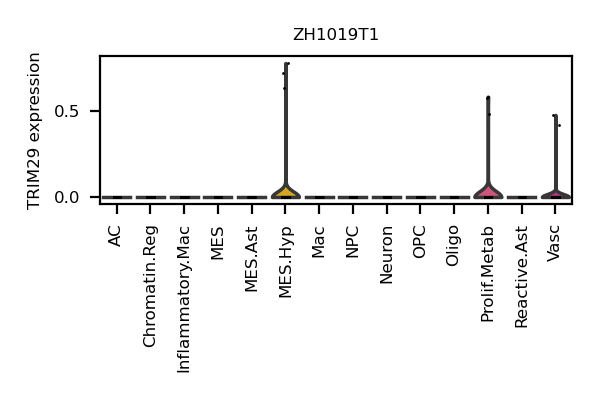 ZH1019T1
TRIM29 expression
0.5
0.0
AC
Chromatin.Reg
Inflammatory.Mac
MES
MES.Ast
MES.Hyp
Mac
NPC
Neuron
OPC
Oligo
Prolif.Metab
Reactive.Ast
Vasc